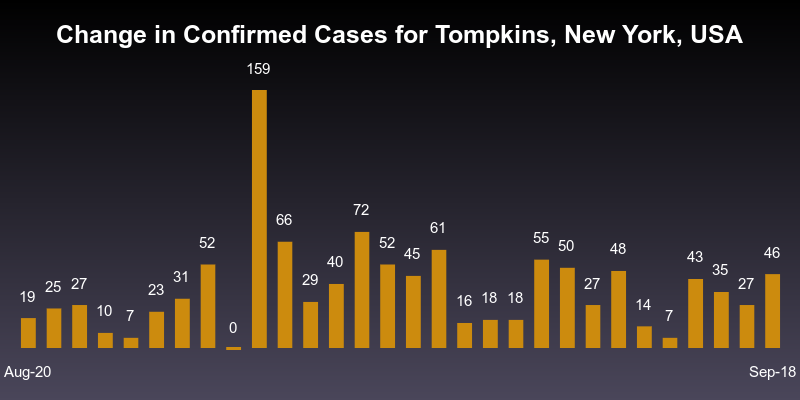 Change in Confirmed Cases for Tompkins, New York, USA
19 25 27 10 7 23 31 52 0 159 66 29 40 72 52 45 61 16 18 18 55 50 27 48 14 7 43 35 27 46
Aug-20 Sep-18